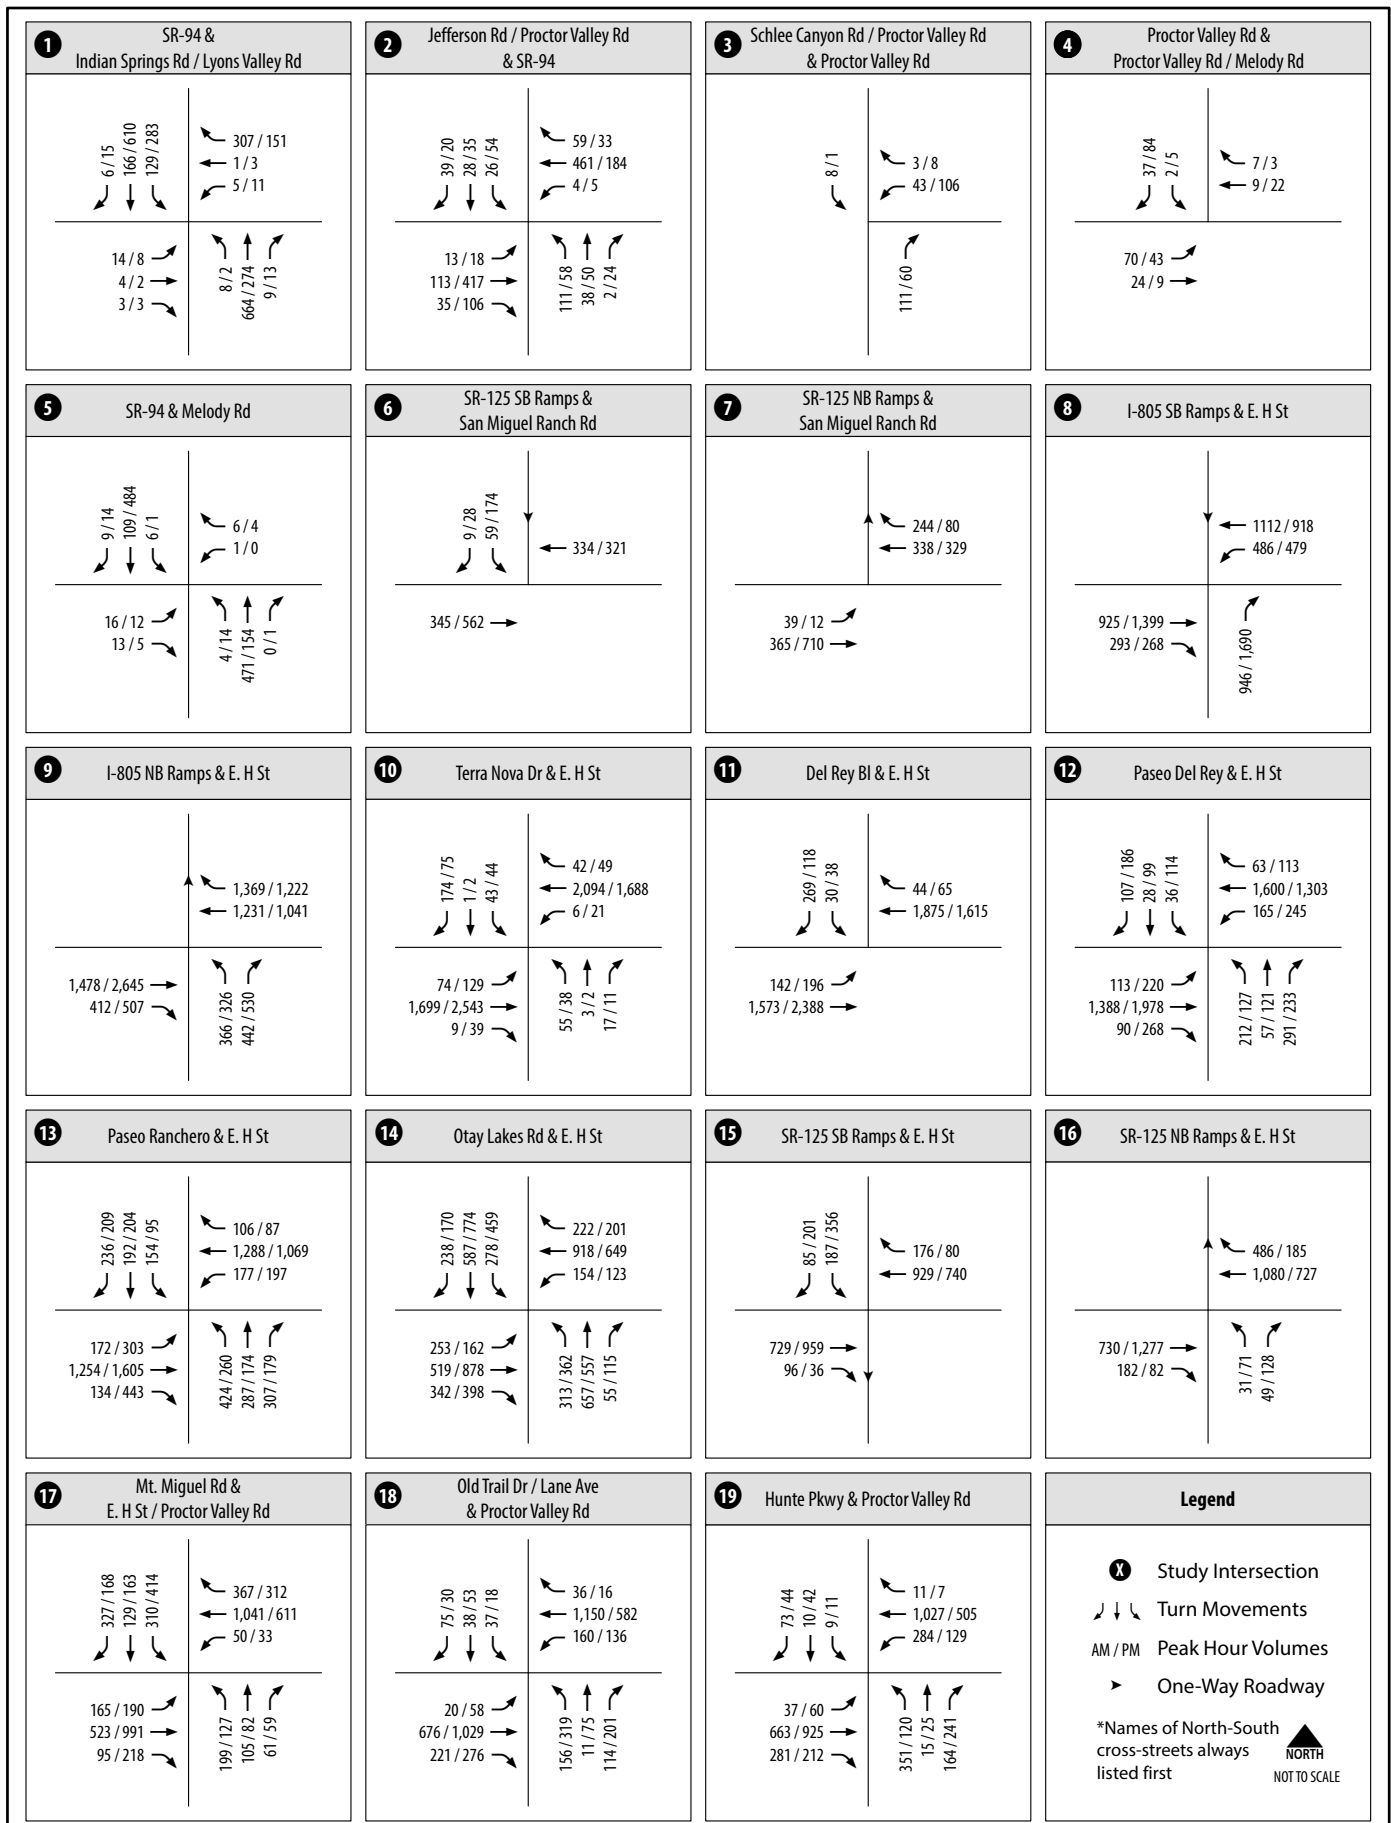 1
SR-94 &
Indian Springs Rd / Lyons Valley Rd
6 / 15
166 / 610
129 / 283
307 / 151
1 / 3
5 / 11
14 / 8
4 / 2
3 / 3
8 / 2
664 / 274
9 / 13
2
Jefferson Rd / Proctor Valley Rd
& SR-94
39 / 20
28 / 35
26 / 54
59 / 33
461 / 184
4 / 5
13 / 18
113 / 417
35 / 106
111 / 58
38 / 50
2 / 24
3
Schlee Canyon Rd / Proctor Valley Rd
& Proctor Valley Rd
8 / 1
3 / 8
43 / 106
111 / 60
4
Proctor Valley Rd &
Proctor Valley Rd / Melody Rd
37 / 84
2 / 5
7 / 3
9 / 22
70 / 43
24 / 9
5
SR-94 & Melody Rd
9 / 14
109 / 484
6 / 1
6 / 4
1 / 0
16 / 12
13 / 5
4 / 14
471 / 154
0 / 1
6
SR-125 SB Ramps &
San Miguel Ranch Rd
9 / 28
59 / 174
334 / 321
345 / 562
7
SR-125 NB Ramps &
San Miguel Ranch Rd
244 / 80
338 / 329
39 / 12
365 / 710
8
I-805 SB Ramps & E. H St
1112 / 918
486 / 479
925 / 1,399
293 / 268
946 / 1,690
9
I-805 NB Ramps & E. H St
1,369 / 1,222
1,231 / 1,041
1,478 / 2,645
412 / 507
366 / 326
442 / 530
10
Terra Nova Dr & E. H St
174 / 75
1 / 2
43 / 44
42 / 49
2,094 / 1,688
6 / 21
74 / 129
1,699 / 2,543
9 / 39
55 / 38
3 / 2
17 / 11
11
Del Rey Bl & E. H St
269 / 118
30 / 38
44 / 65
1,875 / 1,615
142 / 196
1,573 / 2,388
12
Paseo Del Rey & E. H St
107 / 186
28 / 99
36 / 114
63 / 113
1,600 / 1,303
165 / 245
113 / 220
1,388 / 1,978
90 / 268
212 / 127
57 / 121
291 / 233
13
Paseo Ranchero & E. H St
236 / 209
192 / 204
154 / 95
106 / 87
1,288 / 1,069
177 / 197
172 / 303
1,254 / 1,605
134 / 443
424 / 260
287 / 174
307 / 179
14
Otay Lakes Rd & E. H St
238 / 170
587 / 774
278 / 459
222 / 201
918 / 649
154 / 123
253 / 162
519 / 878
342 / 398
313 / 362
657 / 557
55 / 115
15
SR-125 SB Ramps & E. H St
85 / 201
187 / 356
176 / 80
929 / 740
729 / 959
96 / 36
16
SR-125 NB Ramps & E. H St
486 / 185
1,080 / 727
730 / 1,277
182 / 82
31 / 71
49 / 128
17
Mt. Miguel Rd &
E. H St / Proctor Valley Rd
327 / 168
129 / 163
310 / 414
367 / 312
1,041 / 611
50 / 33
165 / 190
523 / 991
95 / 218
199 / 127
105 / 82
61 / 59
18
Old Trail Dr / Lane Ave
& Proctor Valley Rd
75 / 30
38 / 53
37 / 18
36 / 16
1,150 / 582
160 / 136
20 / 58
676 / 1,029
221 / 276
156 / 319
11 / 75
114 / 201
19
Hunte Pkwy & Proctor Valley Rd
73 / 44
10 / 42
9 / 11
11 / 7
1,027 / 505
284 / 129
37 / 60
663 / 925
281 / 212
351 / 120
15 / 25
164 / 241
Legend
X Study Intersection
Turn Movements
AM / PM Peak Hour Volumes
One-Way Roadway
*Names of North-South
cross-streets always
listed first
NORTH
NOT TO SCALE